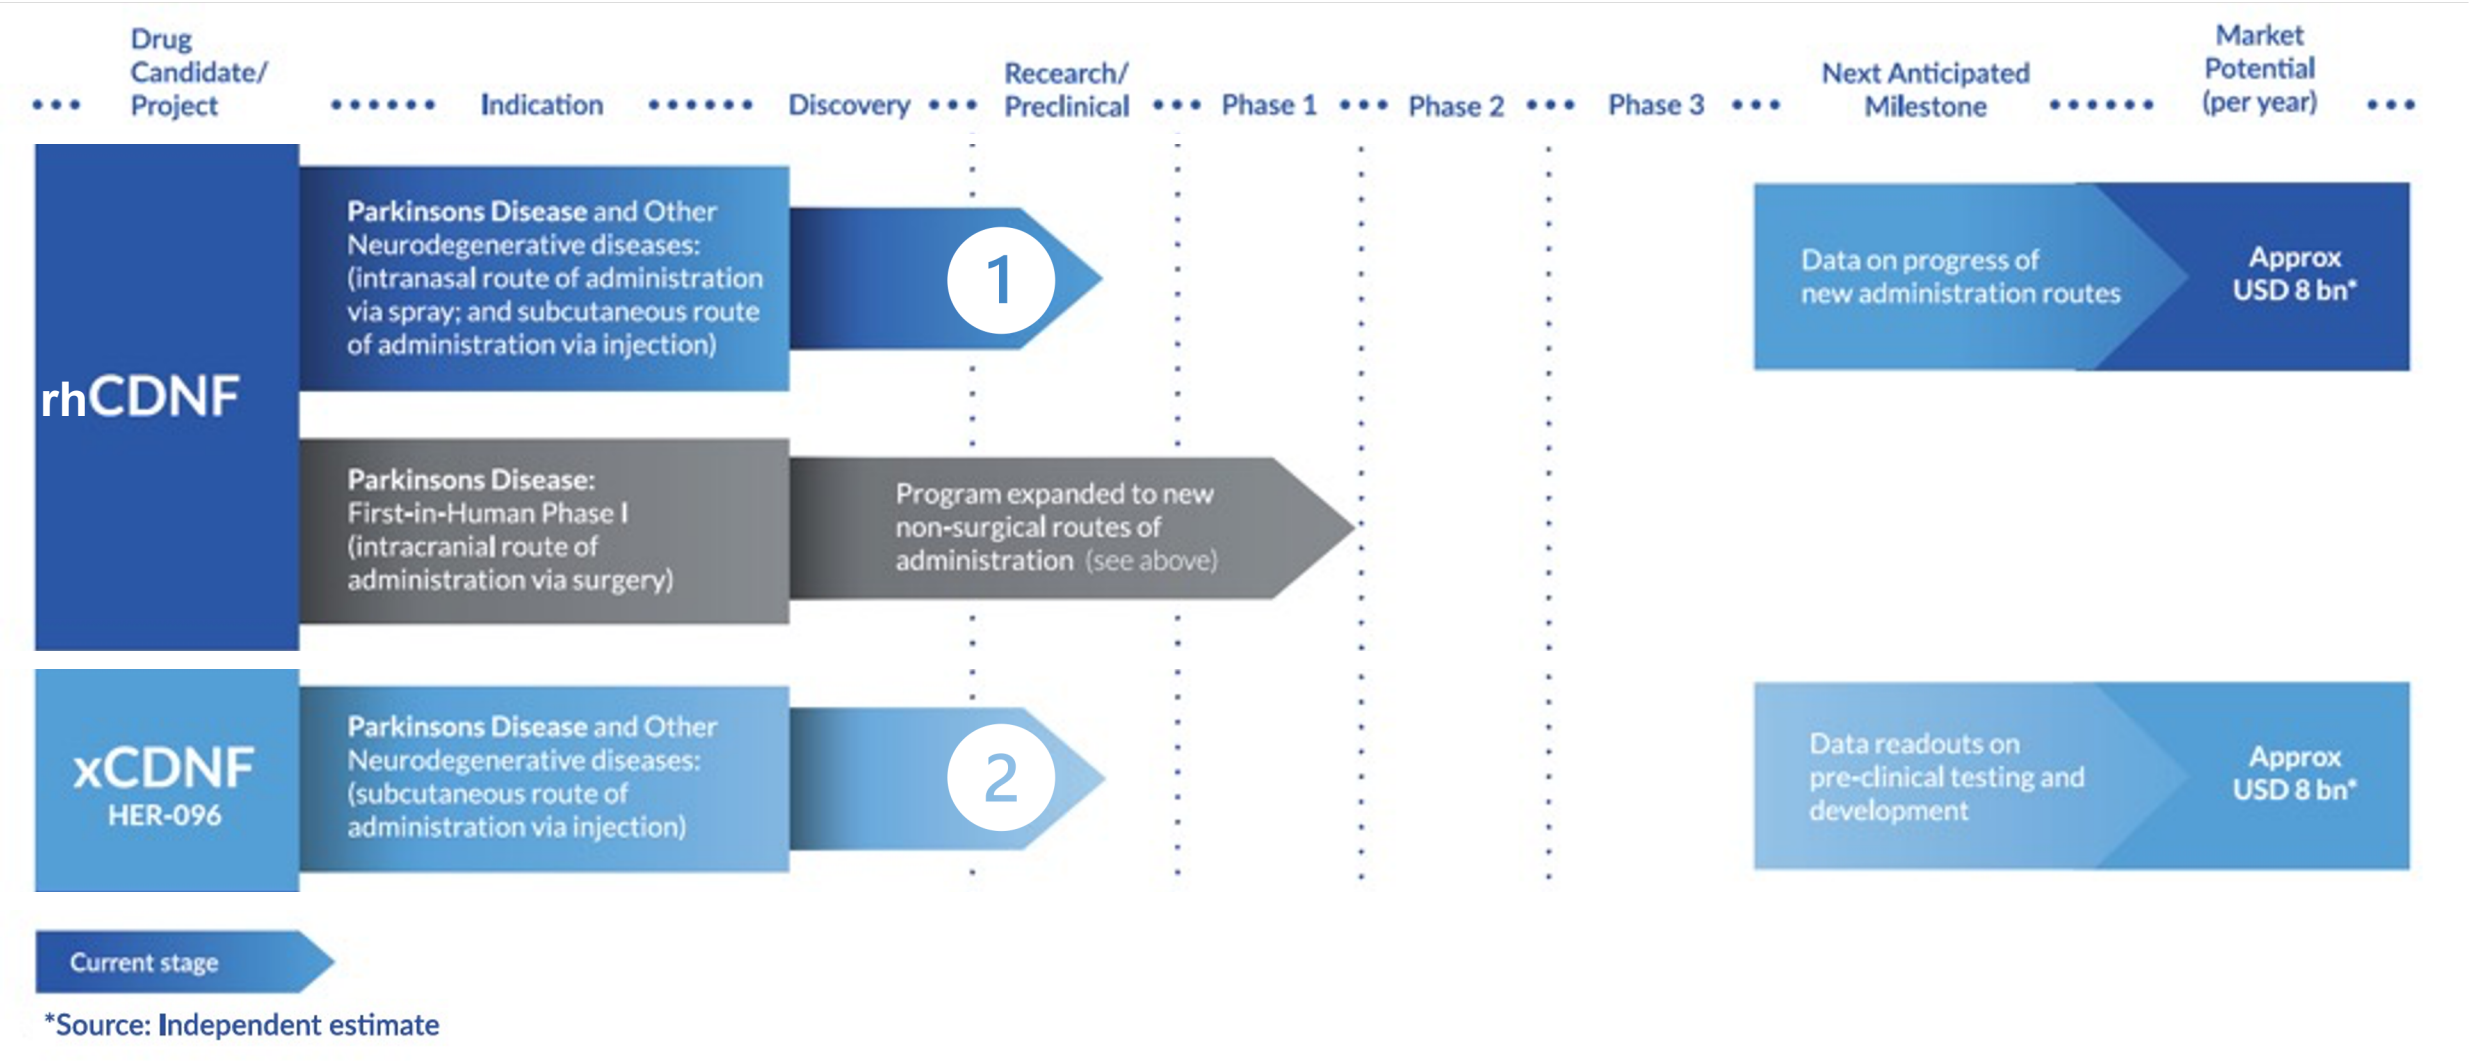 Drug
Candidate/
Project
Indication
Discovery
Recearch/
Preclinical
Phase 1
Phase 2
Phase 3
Next Anticipated
Milestone
Market
Potential
(per year)
rhCDNF
Parkinsons Disease and Other
Neurodegenerative diseases:
(intranasal route of administration
via spray; and subcutaneous route
of administration via injection)
1
Data on progress of
new administration routes
Approx
USD 8 bn*
Parkinsons Disease:
First-in-Human Phase I
(intracranial route of
administration via surgery)
Program expanded to new
non-surgical routes of
administration (see above)
xCDNF
HER-096
Parkinsons Disease and Other
Neurodegenerative diseases:
(subcutaneous route of
administration via injection)
2
Data readouts on
pre-clinical testing and
development
Approx
USD 8 bn*
Current stage
*Source: Independent estimate